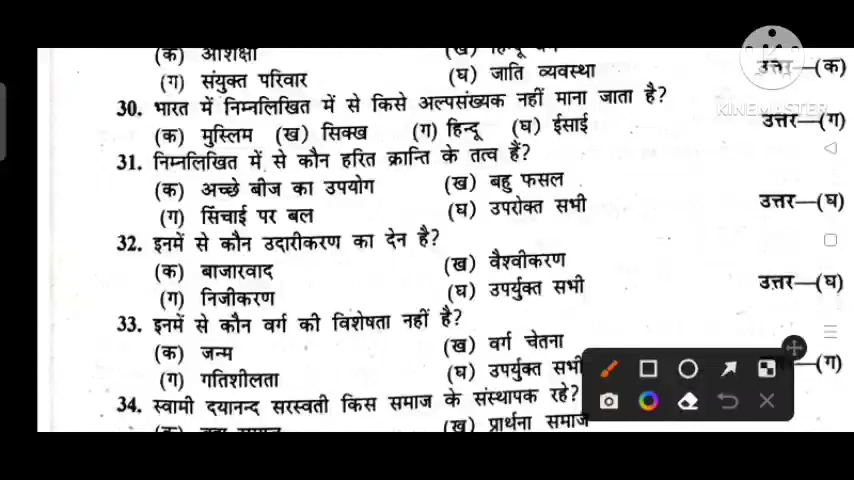 (क) अशिक्षा
(ग) संयुक्त परिवार (घ) जाति व्यवस्था उत्तर—(क)
30. भारत में निम्नलिखित में से किसे अल्पसंख्यक नहीं माना जाता है?
(क) मुस्लिम (ख) सिक्ख (ग) हिन्दू (घ) ईसाई उत्तर—(ग)
31. निम्नलिखित में से कौन हरित क्रान्ति के तत्व हैं?
(क) अच्छे बीज का उपयोग (ख) बहु फसल
(ग) सिंचाई पर बल (घ) उपरोक्त सभी उत्तर—(घ)
32. इनमें से कौन उदारीकरण का देन है?
(क) बाजारवाद (ख) वैश्वीकरण
(ग) निजीकरण (घ) उपर्युक्त सभी उत्तर—(घ)
33. इनमें से कौन वर्ग की विशेषता नहीं है?
(क) जन्म (ख) वर्ग चेतना
(ग) गतिशीलता (घ) उपर्युक्त सभी (ग)
34. स्वामी दयानन्द सरस्वती किस समाज के संस्थापक रहे?
(ख) प्रार्थना समाज
KINEMASTER